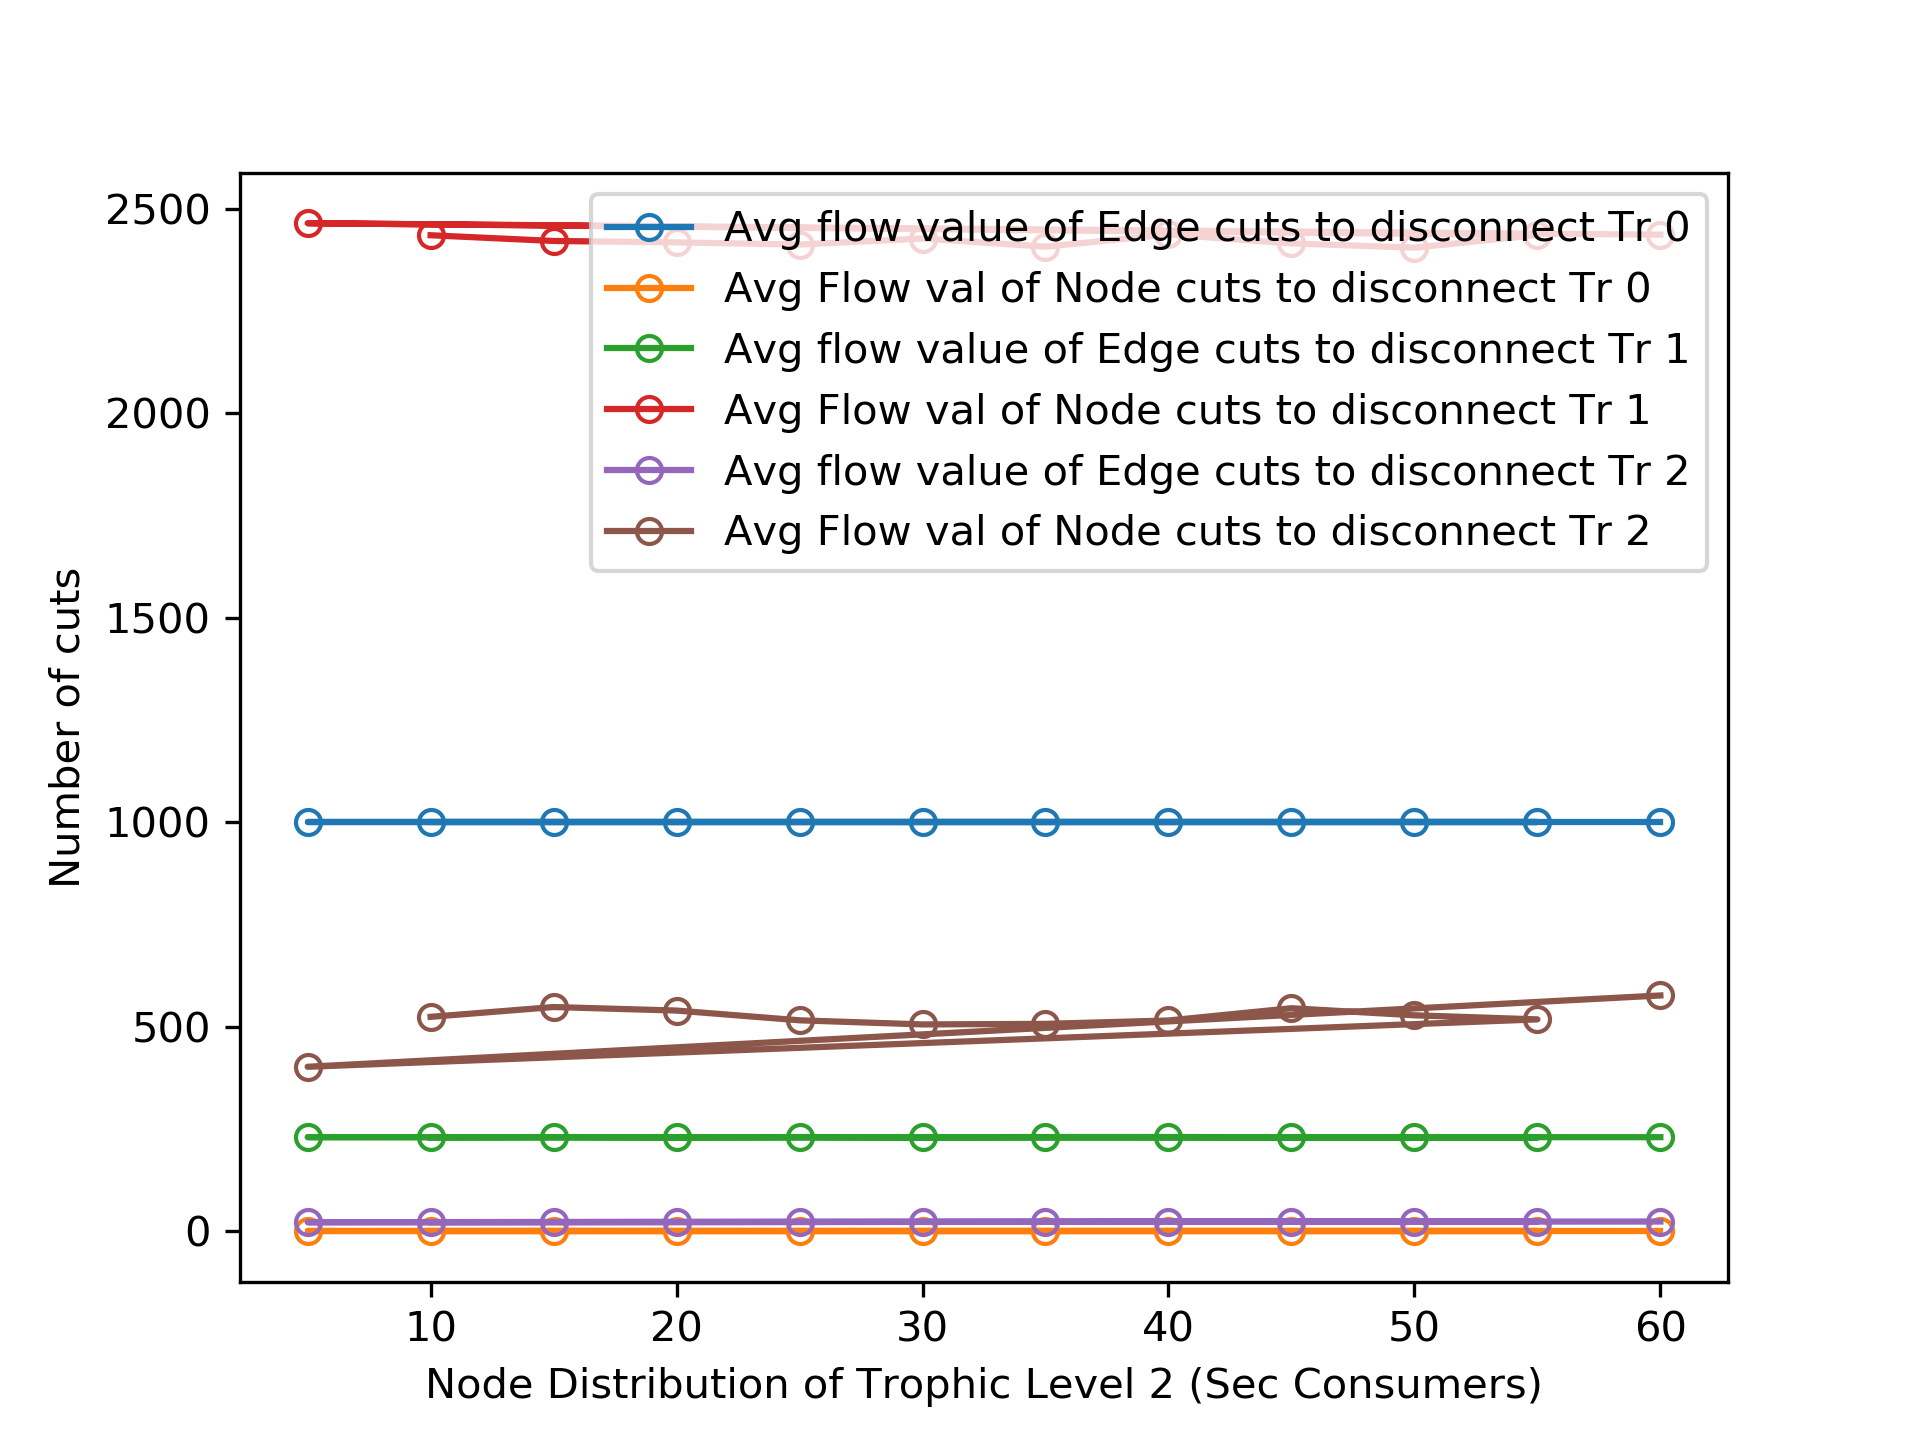 2500
2000
1500
1000
500
0
Number of cuts
Avg flow value of Edge cuts to disconnect Tr 0
Avg Flow val of Node cuts to disconnect Tr 0
Avg flow value of Edge cuts to disconnect Tr 1
Avg Flow val of Node cuts to disconnect Tr 1
Avg flow value of Edge cuts to disconnect Tr 2
Avg Flow val of Node cuts to disconnect Tr 2
10 20 30 40 50 60
Node Distribution of Trophic Level 2 (Sec Consumers)